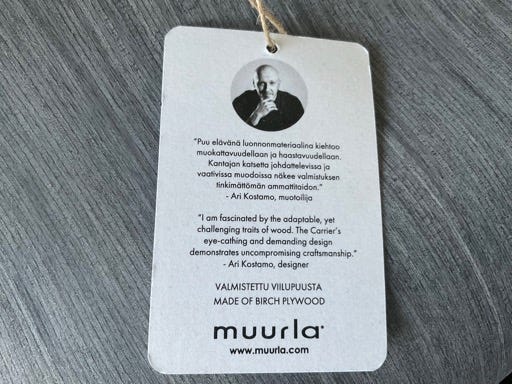 "Puu elävänä luonnonmateriaalina kiehtoo
muokattavuudellaan ja haastavuudellaan.
Kantajan katsetta johdattelevissa ja
vaativissa muodoissa näkee valmistuksen
tinkimättömän ammattitaidon."
- Ari Kostamo, muotoilija
"I am fascinated by the adaptable, yet
challenging traits of wood. The Carrier's
eye-cathing and demanding design
demonstrates uncompromising craftsmanship."
- Ari Kostamo, designer
VALMISTETTU VIILUPUUSTA
MADE OF BIRCH PLYWOOD
muurla®
www.muurla.com